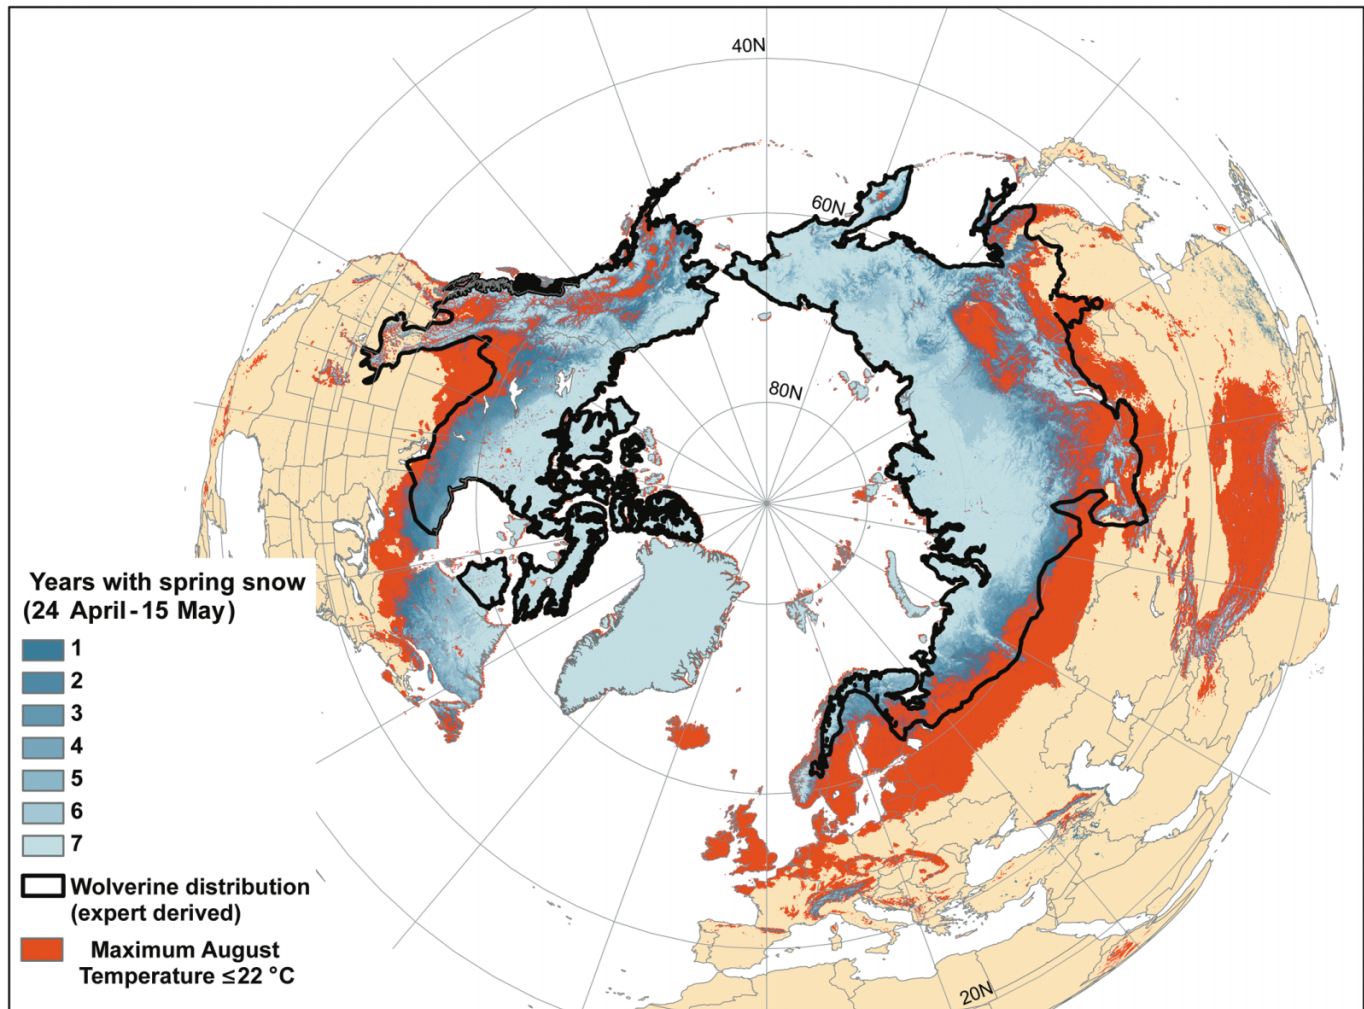 40N
60N
80N
20N
Years with spring snow
(24 April - 15 May)
1
2
3
4
5
6
7
Wolverine distribution
(expert derived)
Maximum August
Temperature ≤22 °C